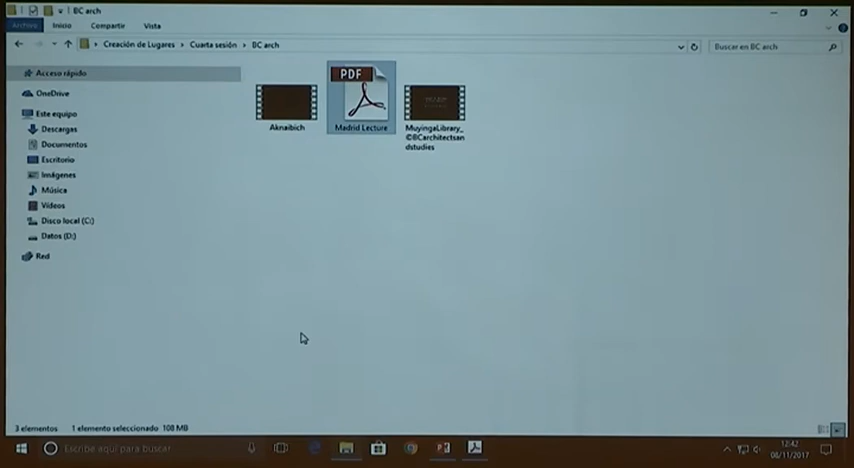 BC arch
Archivo Inicio Compartir Vista
Creación de Lugares Cuarta sesión BC arch
Buscar en BC arch
Acceso rápido
OneDrive
Este equipo
Descargas
Documentos
Escritorio
Imágenes
Música
Vídeos
Disco local (C:)
Datos (D:)
Red
PDF
Aknaibich
Madrid Lecture
MuyingaLibrary_
©BCarchitectsan
dstudies
3 elementos 1 elemento seleccionado 108 MB
Escribe aquí para buscar
12:42
08/11/2017